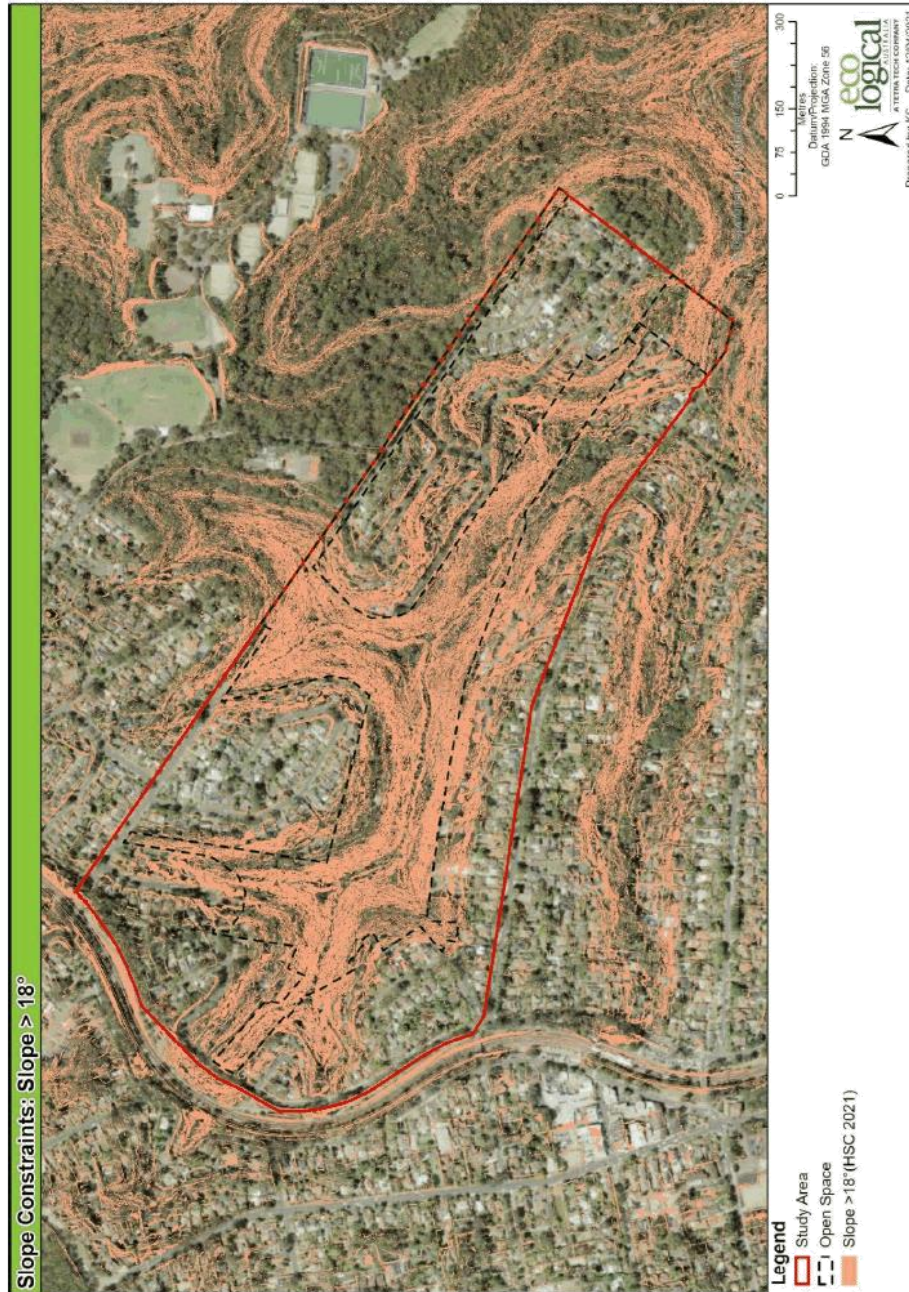 Slope Constraints: Slope > 18°
Legend
Study Area
Open Space
Slope >18°(HSC 2021)
0 75 150 300
Metres
Datum/Projection:
GDA 1994 MGA Zone 56
N
eco
logical
AUSTRALIA
A TETRA TECH COMPANY